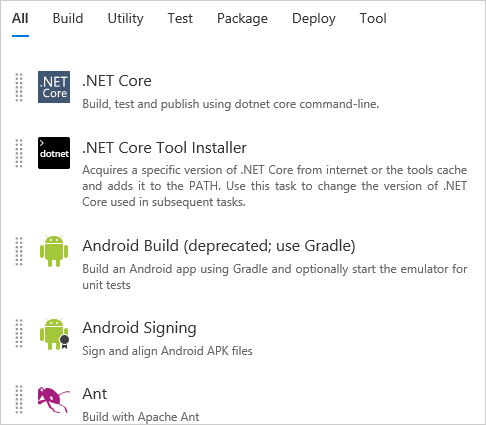 All Build Utility Test Package Deploy Tool
.NET Core
.NET
Core
Build, test and publish using dotnet core command-line.
.NET Core Tool Installer
>
dotnet
Acquires a specific version of .NET Core from internet or the tools cache
and adds it to the PATH. Use this task to change the version of .NET
Core used in subsequent tasks.
Android Build (deprecated; use Gradle)
Build an Android app using Gradle and optionally start the emulator for
unit tests
Android Signing
Sign and align Android APK files
Ant
Build with Apache Ant